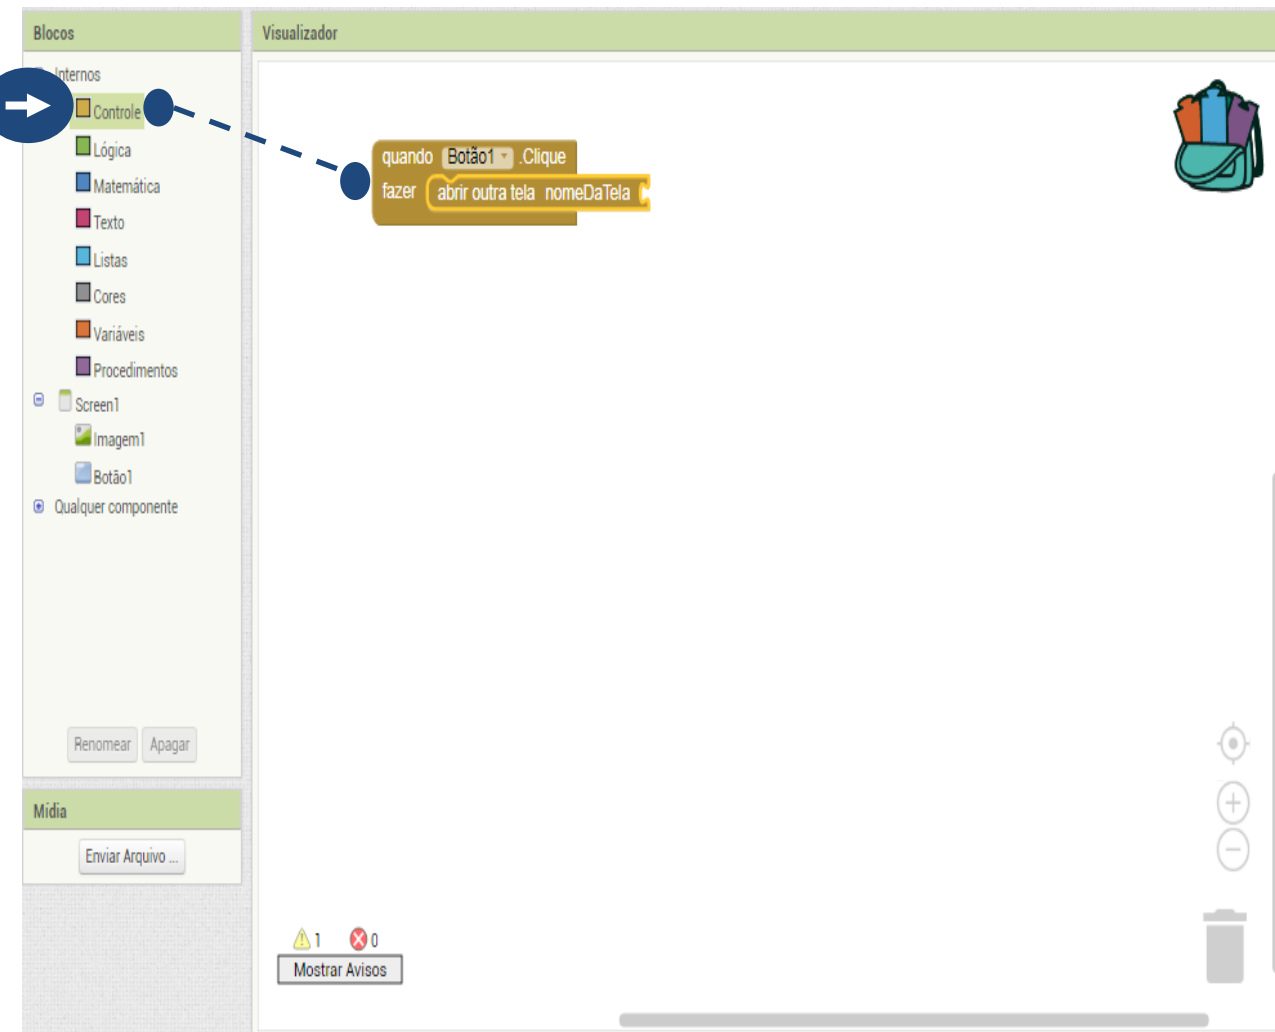 Blocos
Internos
Controle
Lógica
Matemática
Texto
Listas
Cores
Variáveis
Procedimentos
Screen1
Imagem1
Botão1
Qualquer componente
Renomear Apagar
Mídia
Enviar Arquivo ...
Visualizador
quando Botão1 .Clique
fazer abrir outra tela nomeDaTela
1 0
Mostrar Avisos